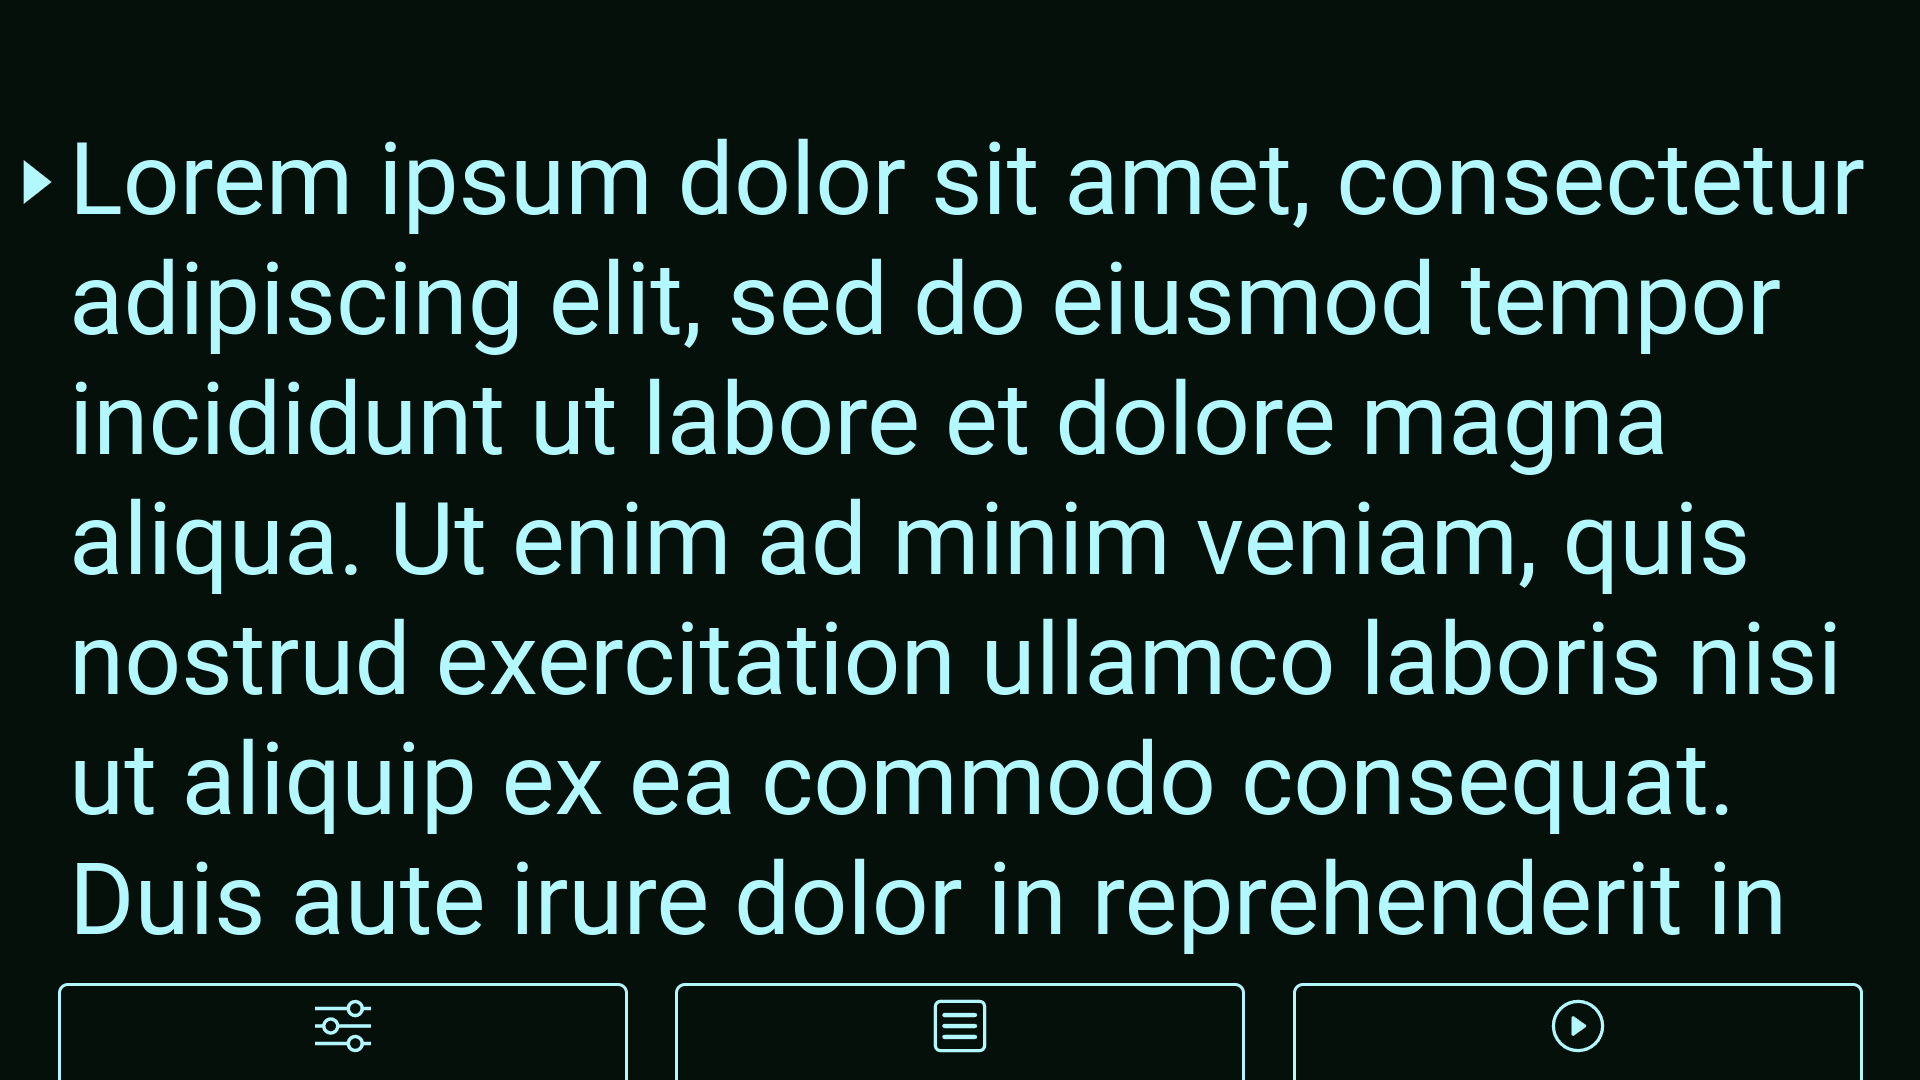 Lorem ipsum dolor sit amet, consectetur
adipiscing elit, sed do eiusmod tempor
incididunt ut labore et dolore magna
aliqua. Ut enim ad minim veniam, quis
nostrud exercitation ullamco laboris nisi
ut aliquip ex ea commodo consequat.
Duis aute irure dolor in reprehenderit in